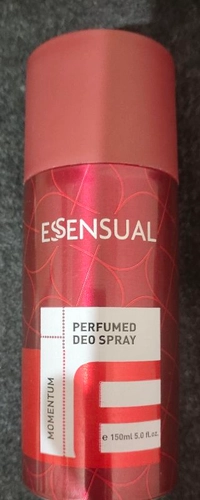 ESSENSUAL
PERFUMED
DEO SPRAY
MOMENTUM
e 150ml 5.0 fl.oz.